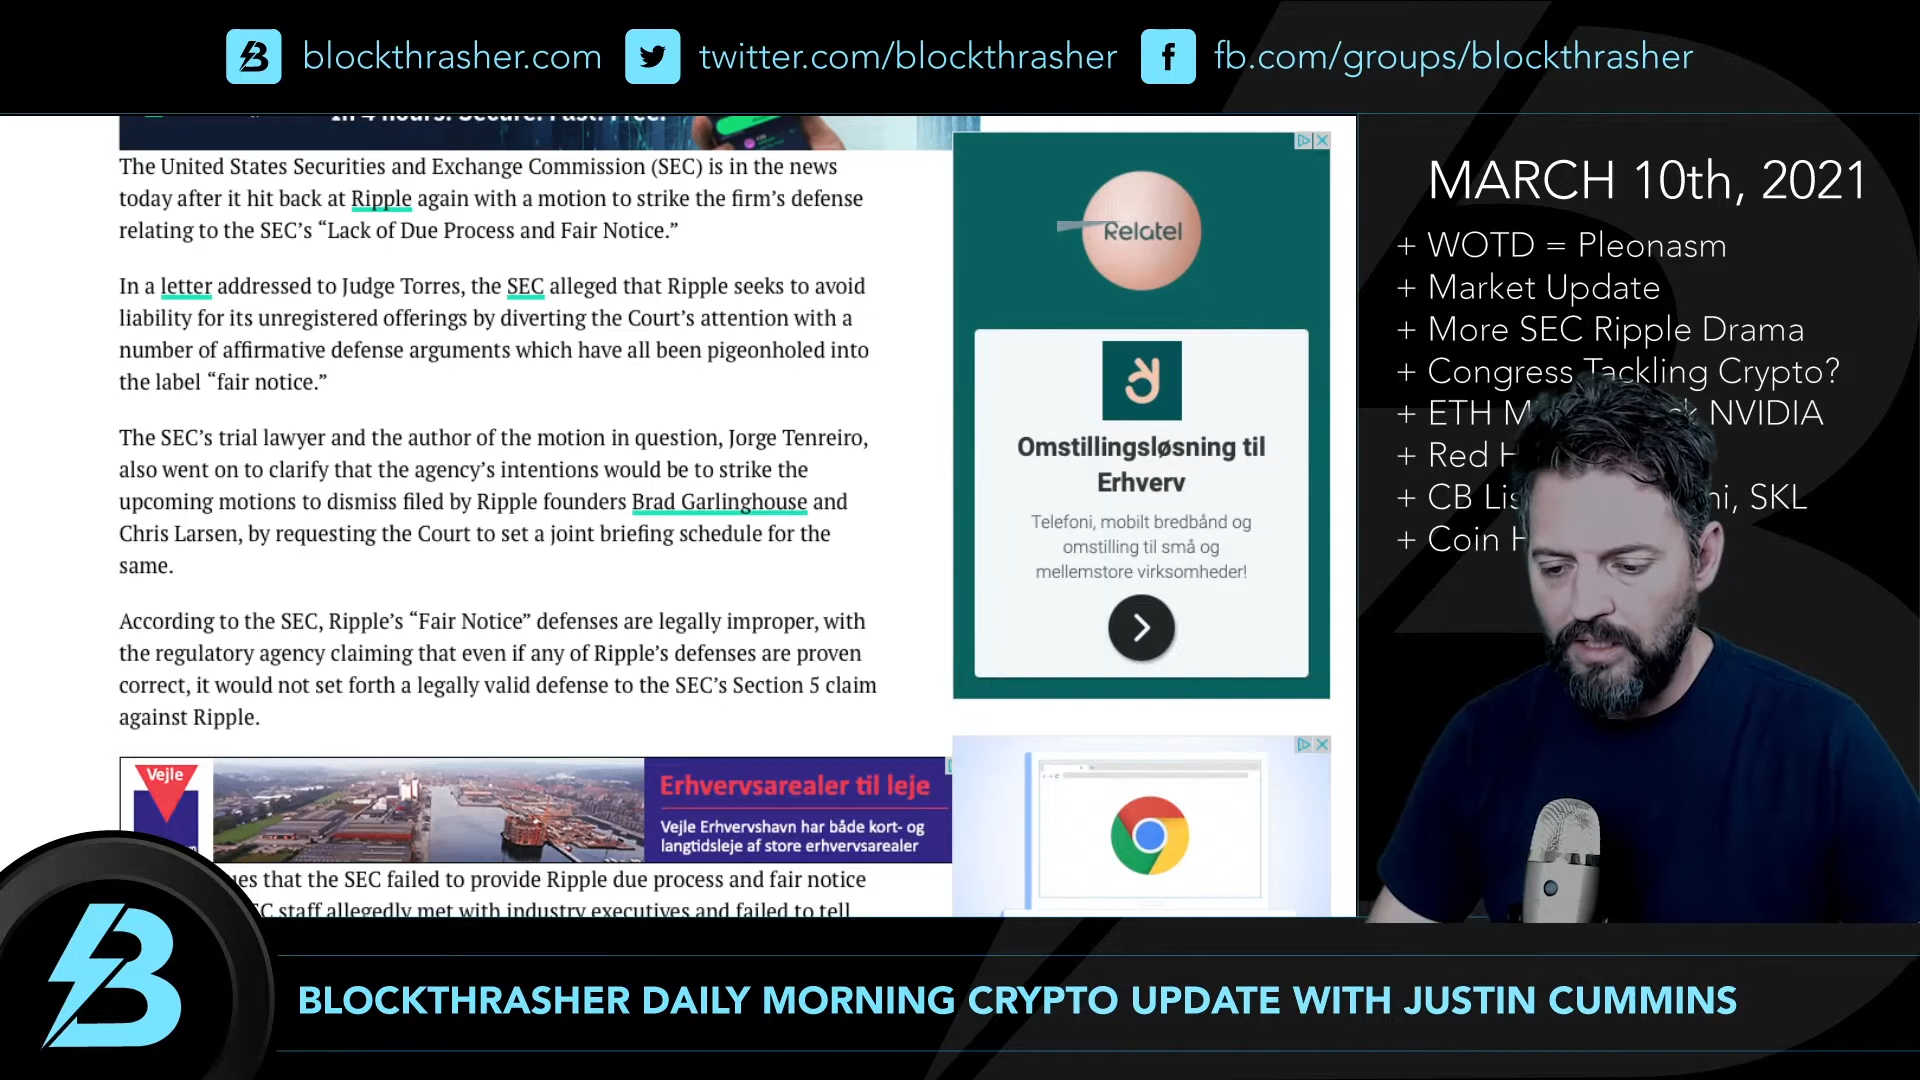 blockthrasher.com
twitter.com/blockthrasher
fb.com/groups/blockthrasher
The United States Securities and Exchange Commission (SEC) is in the news
today after it hit back at Ripple again with a motion to strike the firm’s defense
relating to the SEC’s “Lack of Due Process and Fair Notice.”
In a letter addressed to Judge Torres, the SEC alleged that Ripple seeks to avoid
liability for its unregistered offerings by diverting the Court’s attention with a
number of affirmative defense arguments which have all been pigeonholed into
the label “fair notice.”
The SEC’s trial lawyer and the author of the motion in question, Jorge Tenreiro,
also went on to clarify that the agency’s intentions would be to strike the
upcoming motions to dismiss filed by Ripple founders Brad Garlinghouse and
Chris Larsen, by requesting the Court to set a joint briefing schedule for the
same.
According to the SEC, Ripple’s “Fair Notice” defenses are legally improper, with
the regulatory agency claiming that even if any of Ripple’s defenses are proven
correct, it would not set forth a legally valid defense to the SEC’s Section 5 claim
against Ripple.
Vejle
Erhvervsarealer til leje
Vejle Erhvervshavn har både kort- og
langtidsleje af store erhvervsarealer
that the SEC failed to provide Ripple due process and fair notice
staff allegedly met with industry executives and failed to tell
Relatel
Omstillingsløsning til
Erhverv
Telefoni, mobilt bredbånd og
omstilling til små og
mellemstore virksomheder!
MARCH 10th, 2021
+ WOTD = Pleonasm
+ Market Update
+ More SEC Ripple Drama
+ Congress Tackling Crypto?
+ ETH NVIDIA
+ Red
+ CB SKL
+ Coin
BLOCKTHRASHER DAILY MORNING CRYPTO UPDATE WITH JUSTIN CUMMINS